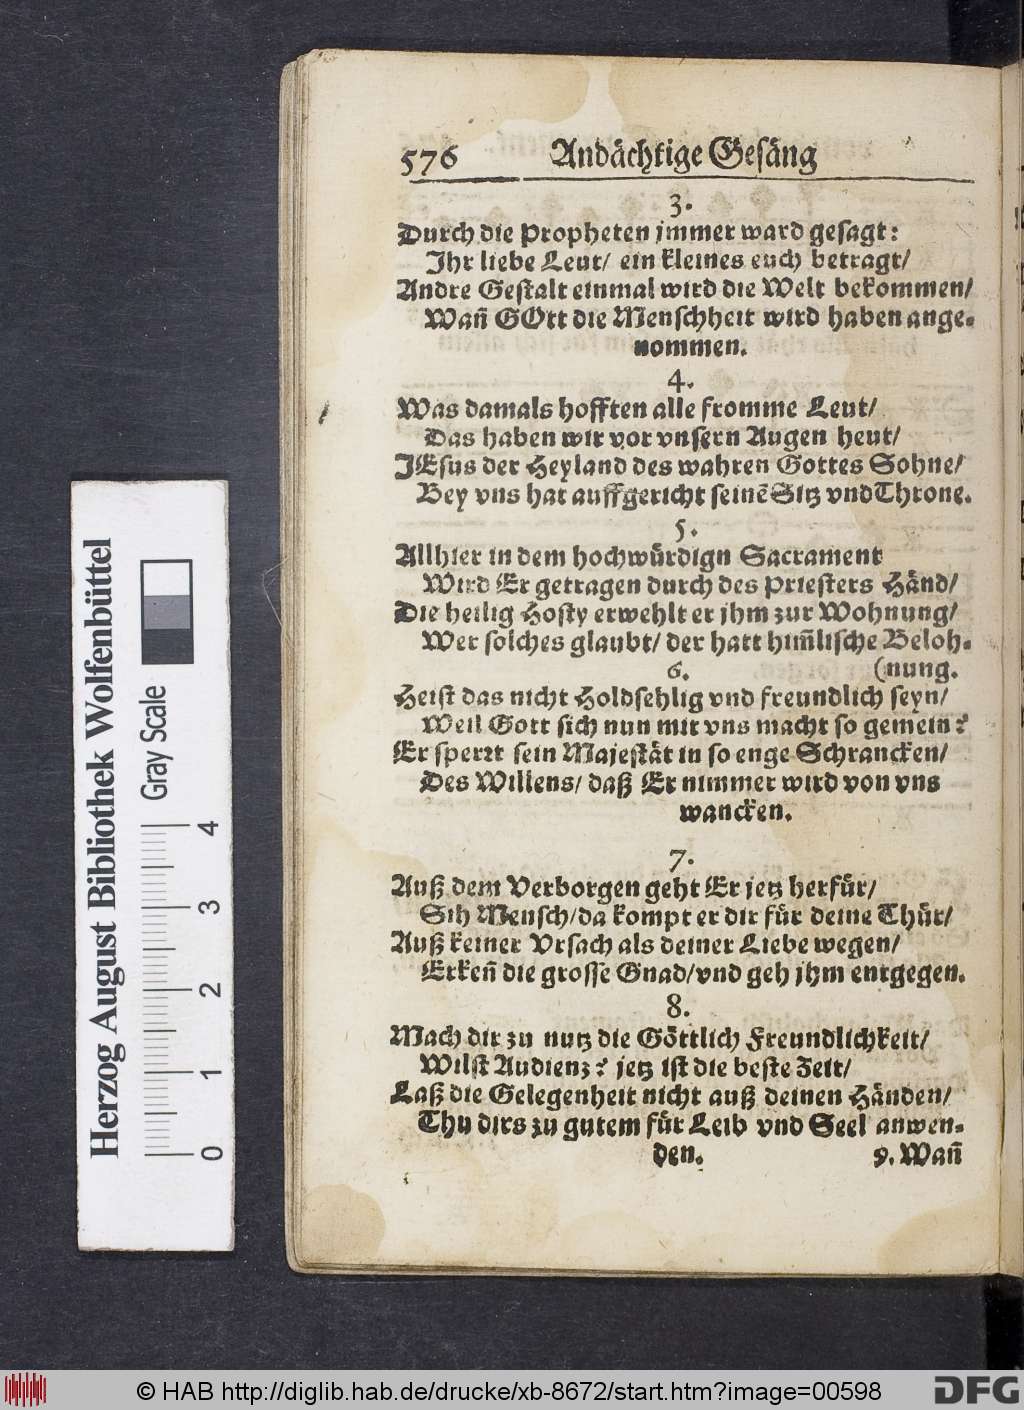 576 Andächtige Gesäng
3.
Durch die Propheten jmmer ward gesagt:
Ihr liebe Leut/ ein kleines euch betragt/
Andre Gestalt einmal wird die Welt bekommen/
Wañ GOtt die Menschheit wird haben ange-
nommen.
4.
Was damals hofften alle fromme Leut/
Das haben wir vor vnsern Augen heut/
JEsus der Heyland des wahren Gottes Sohne/
Bey vns hat auffgericht seinẽ Sitz vnd Throne.
5.
Allhier in dem hochwürdign Sacrament
Wird Er getragen durch des Priesters Händ/
Die heilig Hosty erwehlt er jhm zur Wohnung/
Wer solches glaubt/ der hatt him̃lische Beloh-
6. (nung.
Heist das nicht Holdsehlig vnd freundlich seyn/
Weil Gott sich nun mit vns macht so gemein?
Er sperrt sein Majestät in so enge Schrancken/
Des Willens/ daß Er nimmer wird von vns
wancken.
7.
Auß dem Verborgen geht Er jetz herfür/
Sih Mensch/ da kompt er dir für deine Thür/
Auß keiner Vrsach als deiner Liebe wegen/
Erkeñ die grosse Gnad/ vnd geh jhm entgegen.
8.
Mach dir zu nutz die Göttlich Freundlichkeit/
Wilst Audienz? jetz ist die beste Zeit/
Laß die Gelegenheit nicht auß deinen Händen/
Thu dirs zu gutem für Leib vnd Seel anwen-
den. 9. Wañ
Herzog August Bibliothek Wolfenbüttel
Gray Scale
0 1 2 3 4
© HAB http://diglib.hab.de/drucke/xb-8672/start.htm?image=00598
DFG